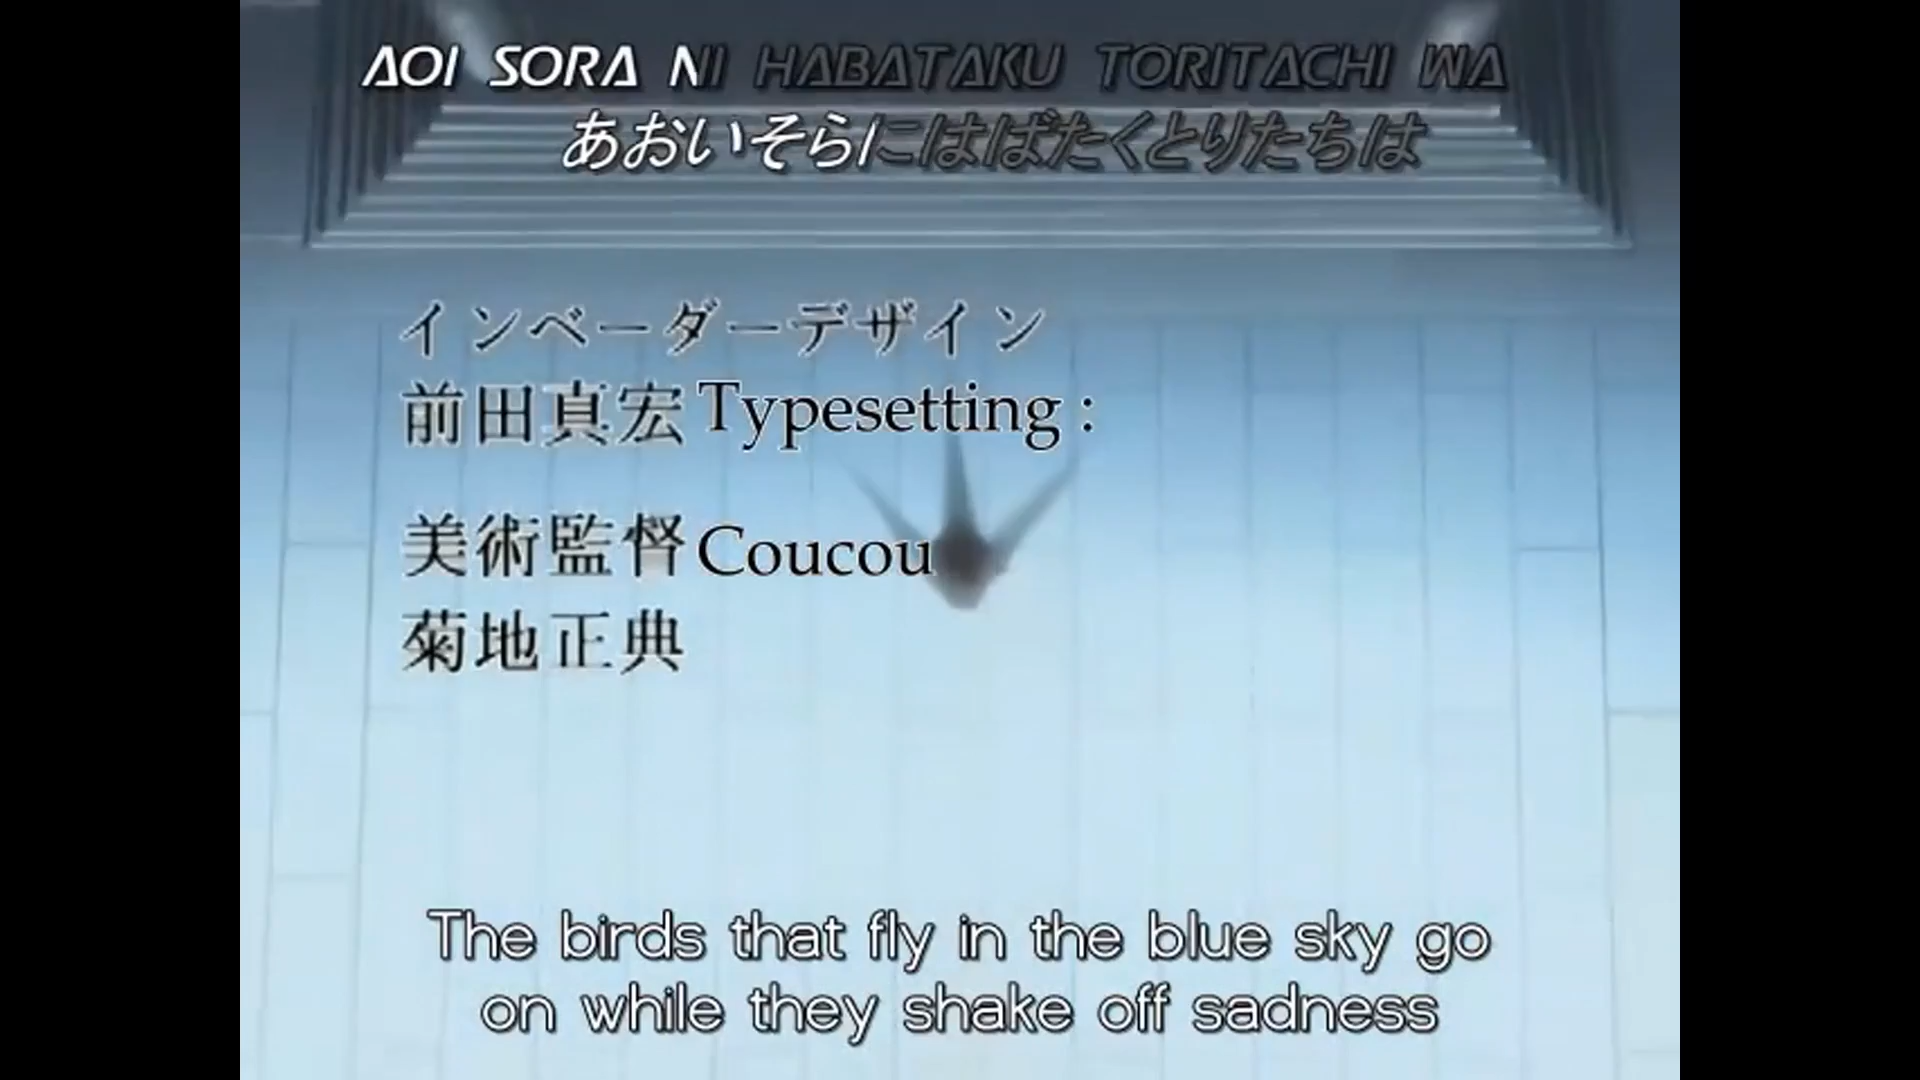 AOI SORA NI HABATAKU TORITACHI WA
あおいそらにはばたくとりたちは
インベーダーデザイン
前田真宏 Typesetting :
美術監督 Coucou
菊地正典
The birds that fly in the blue sky go
on while they shake off sadness